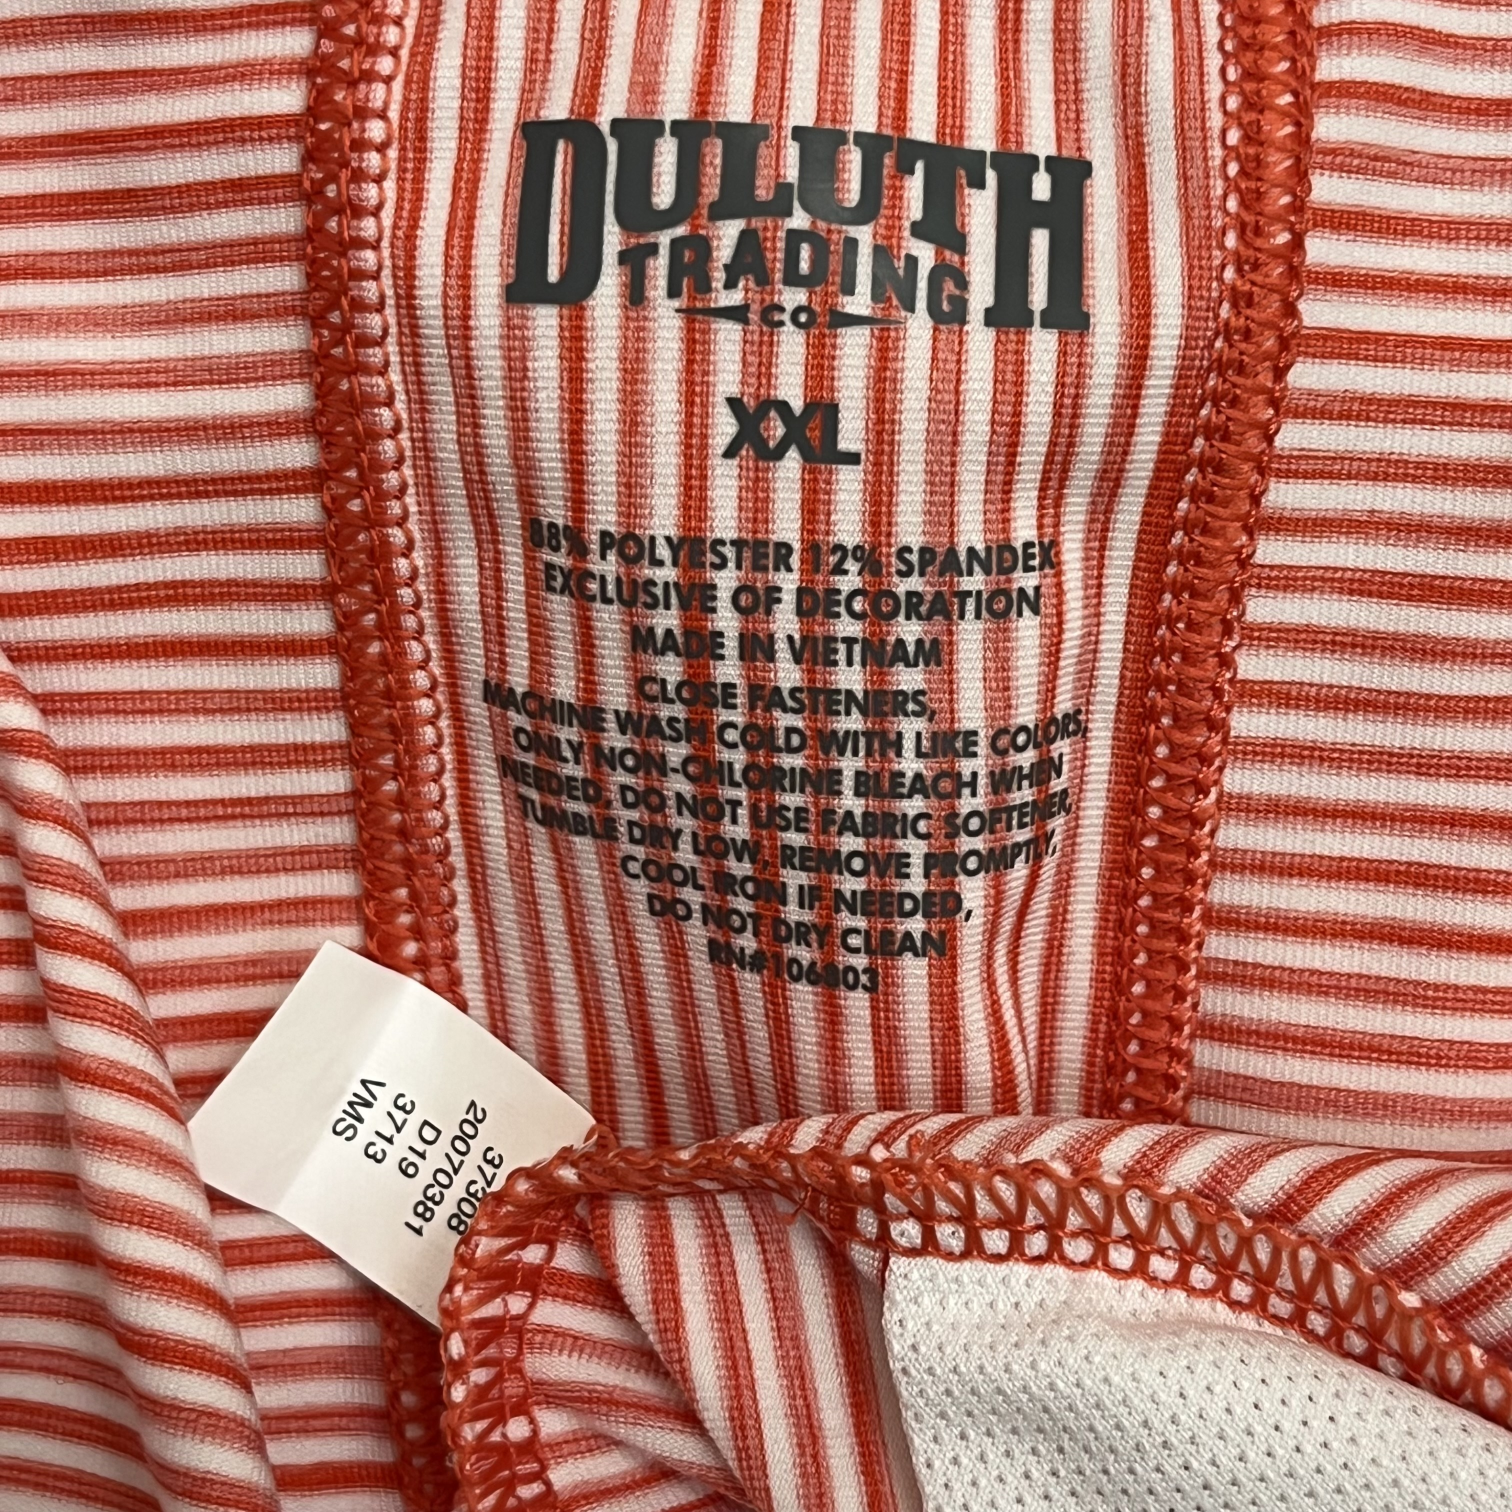 DULUTH
TRADING
CO
XXL
88% POLYESTER 12% SPANDEX
EXCLUSIVE OF DECORATION
MADE IN VIETNAM
CLOSE FASTENERS,
MACHINE WASH COLD WITH LIKE COLORS,
ONLY NON-CHLORINE BLEACH WHEN
NEEDED, DO NOT USE FABRIC SOFTENER,
TUMBLE DRY LOW, REMOVE PROMPTLY,
COOL IRON IF NEEDED,
DO NOT DRY CLEAN
RN#106803
37308
20070381
D19
3713
VMS